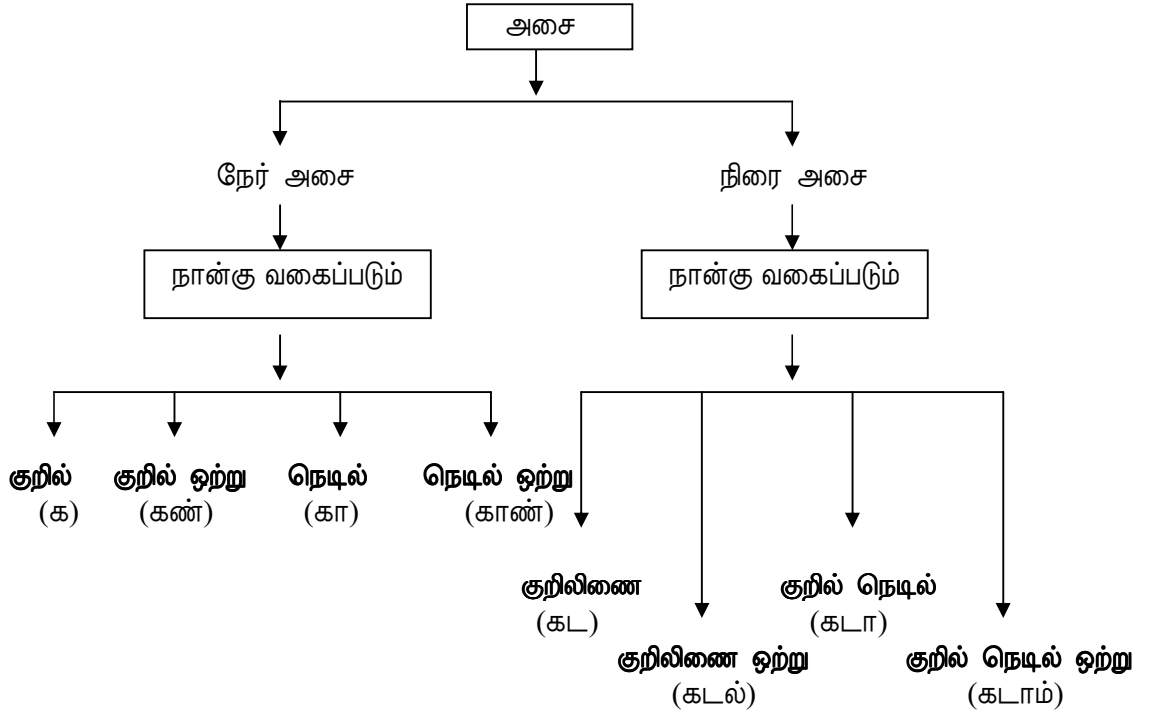 அசை
நேர் அசை
நிரை அசை
நான்கு வகைப்படும்
நான்கு வகைப்படும்
குறில்
(க)
குறில் ஒற்று
(கண்)
நெடில்
(கா)
நெடில் ஒற்று
(காண்)
குறிலிணை
(கட)
குறிலிணை ஒற்று
(கடல்)
குறில் நெடில்
(கடா)
குறில் நெடில் ஒற்று
(கடாம்)